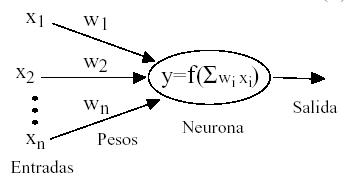 x1 w1
x2 w2 y=f(Σwi xi)
wn Salida
xn Pesos Neurona
Entradas